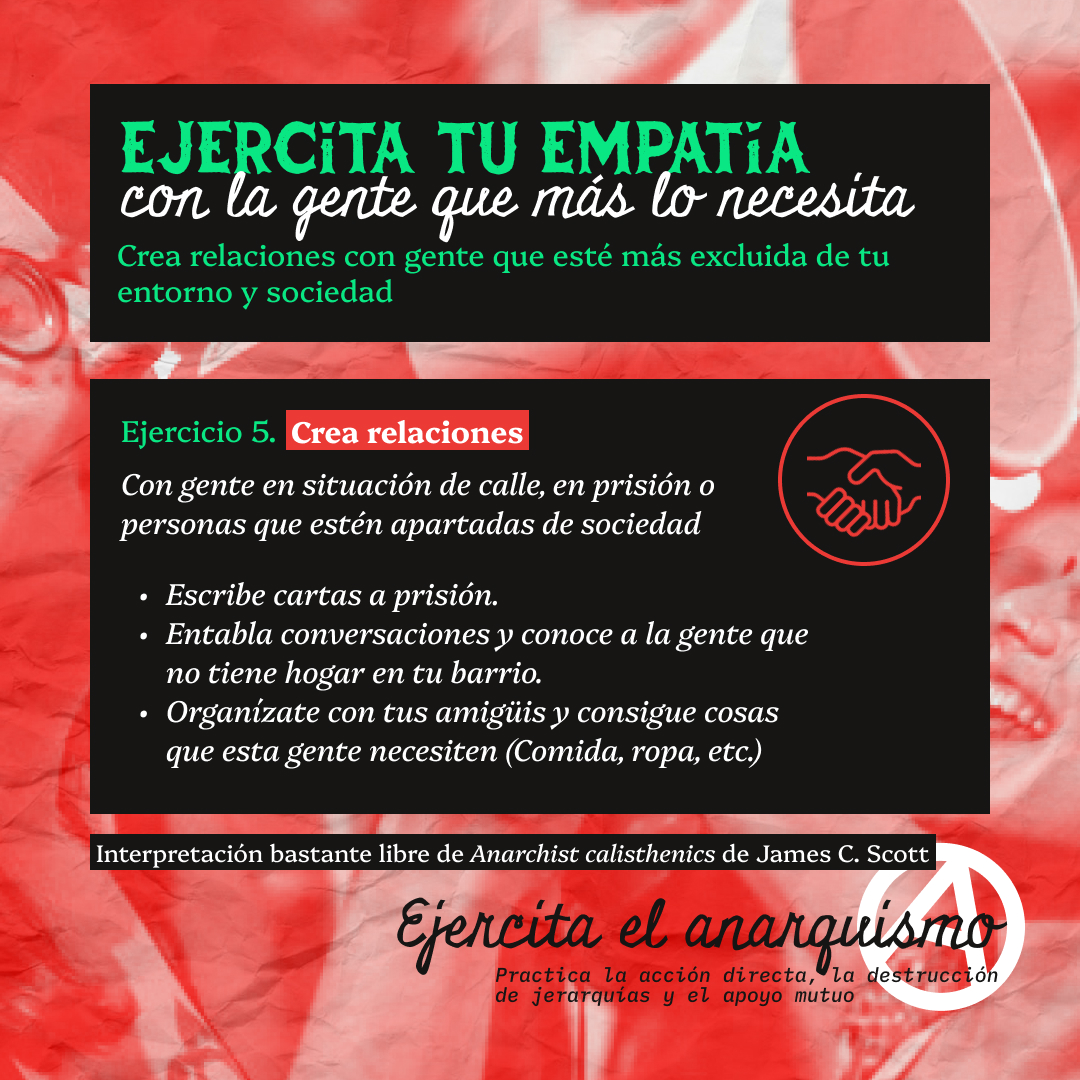 EJERCiTA TU EMPATiA
con la gente que más lo necesita
Crea relaciones con gente que esté más excluida de tu
entorno y sociedad
Ejercicio 5. Crea relaciones
Con gente en situación de calle, en prisión o
personas que estén apartadas de sociedad
• Escribe cartas a prisión.
• Entabla conversaciones y conoce a la gente que
no tiene hogar en tu barrio.
• Organízate con tus amigüis y consigue cosas
que esta gente necesiten (Comida, ropa, etc.)
Interpretación bastante libre de Anarchist calisthenics de James C. Scott
Ejercita el anarquismo
Practica la acción directa, la destrucción
de jerarquías y el apoyo mutuo